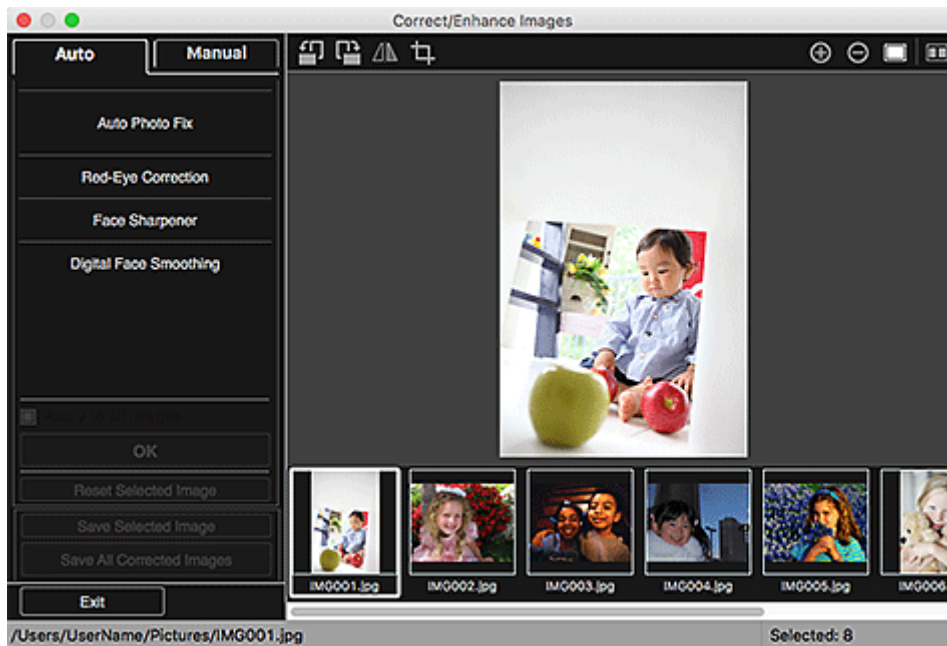 Correct/Enhance Images
Auto
Manual
Auto Photo Fix
Red-Eye Correction
Face Sharpener
Digital Face Smoothing
OK
Reset Selected Image
Save Selected Image
Save All Corrected Images
Exit
IMG001.jpg
IMG002.jpg
IMG003.jpg
IMG004.jpg
IMG005.jpg
IMG006
/Users/UserName/Pictures/IMG001.jpg
Selected: 8